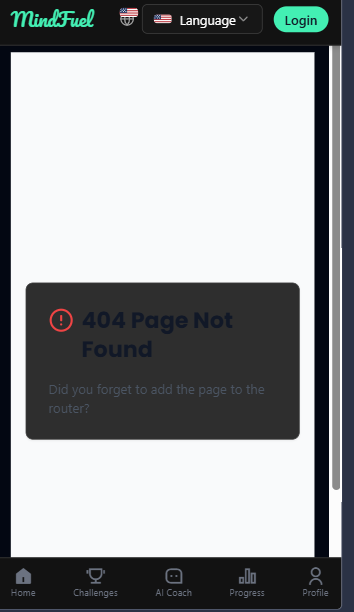 MindFuel
Language
Login
404 Page Not
Found
Did you forget to add the page to the
router?
Home
Challenges
AI Coach
Progress
Profile